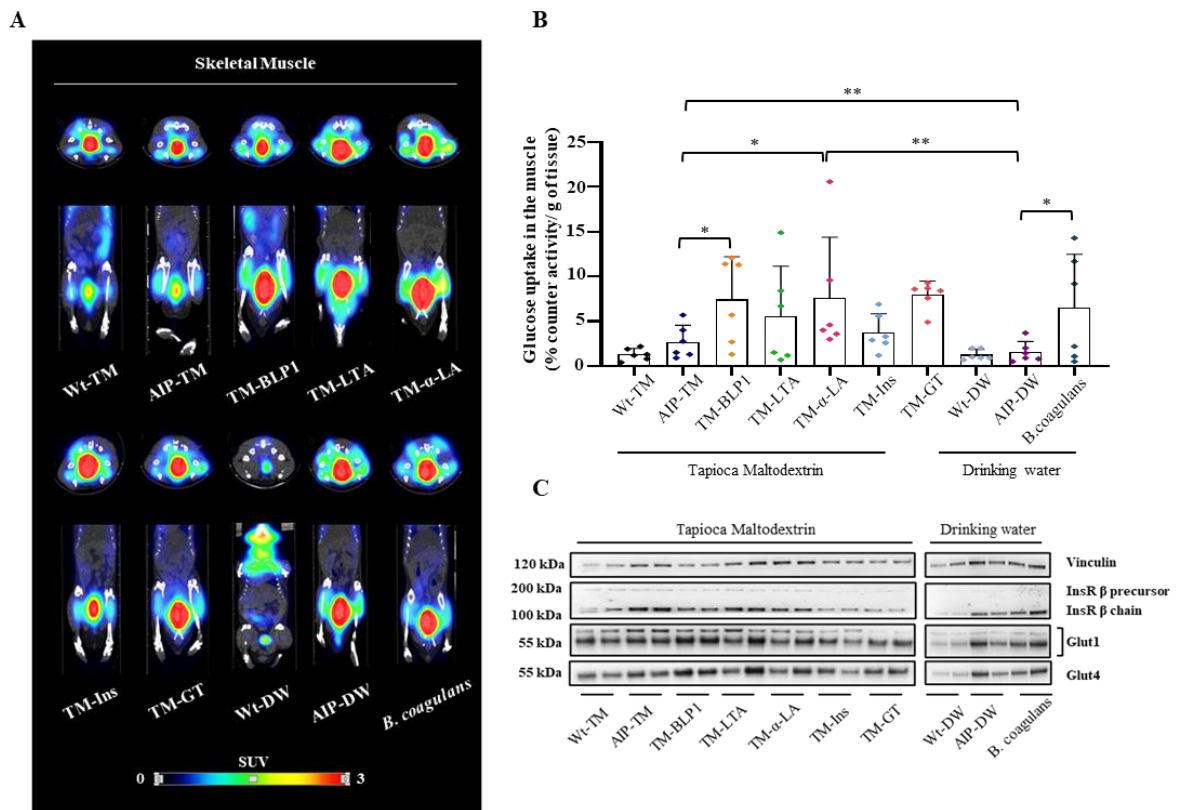 A
Skeletal Muscle
Wt-TM AIP-TM TM-BLP1 TM-LTA TM-α-LA
TM-Ins TM-GT Wt-DW AIP-DW B. coagulans
SUV
0 3
B
Glucose uptake in the muscle
(% counter activity/ g of tissue)
25
20
15
10
5
0
**
* **
* *
Wt-TM AIP-TM TM-BLP1 TM-LTA TM-α-LA TM-Ins TM-GT Wt-DW AIP-DW B.coagulans
Tapioca Maltodextrin Drinking water
C
Tapioca Maltodextrin Drinking water
120 kDa Vinculin
200 kDa InsR β precursor
100 kDa InsR β chain
55 kDa Glut1
55 kDa Glut4
Wt-TM AIP-TM TM-BLP1 TM-LTA TM-α-LA TM-Ins TM-GT Wt-DW AIP-DW B. coagulans